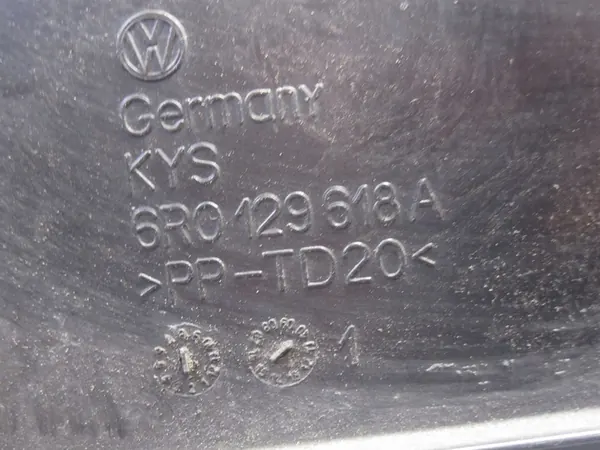 VW
Germany
KYS
6R0 129 618 A
>PP-TD20<
1